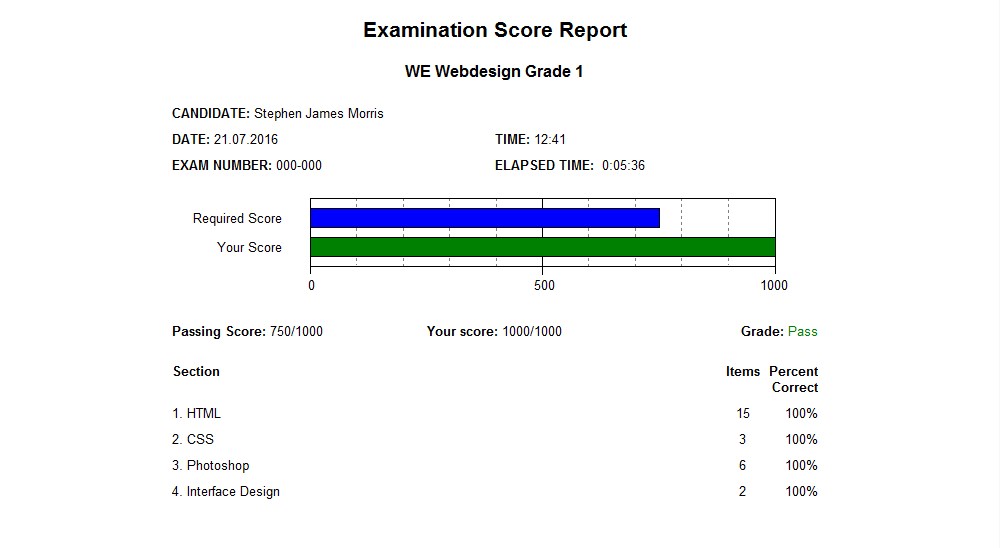 Examination Score Report
WE Webdesign Grade 1
CANDIDATE: Stephen James Morris
DATE: 21.07.2016 TIME: 12:41
EXAM NUMBER: 000-000 ELAPSED TIME: 0:05:36
Required Score
Your Score
0 500 1000
Passing Score: 750/1000 Your score: 1000/1000 Grade: Pass
Section Items Percent
Correct
1. HTML 15 100%
2. CSS 3 100%
3. Photoshop 6 100%
4. Interface Design 2 100%